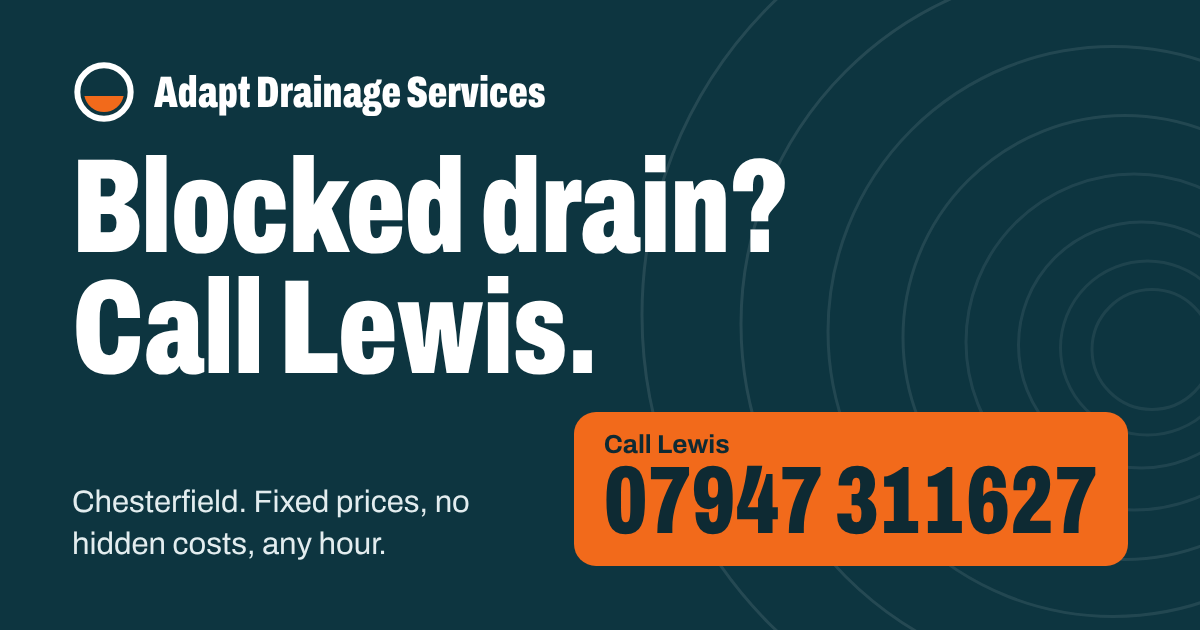 Adapt Drainage Services
Blocked drain?
Call Lewis.
Chesterfield. Fixed prices, no
hidden costs, any hour.
Call Lewis
07947 311627